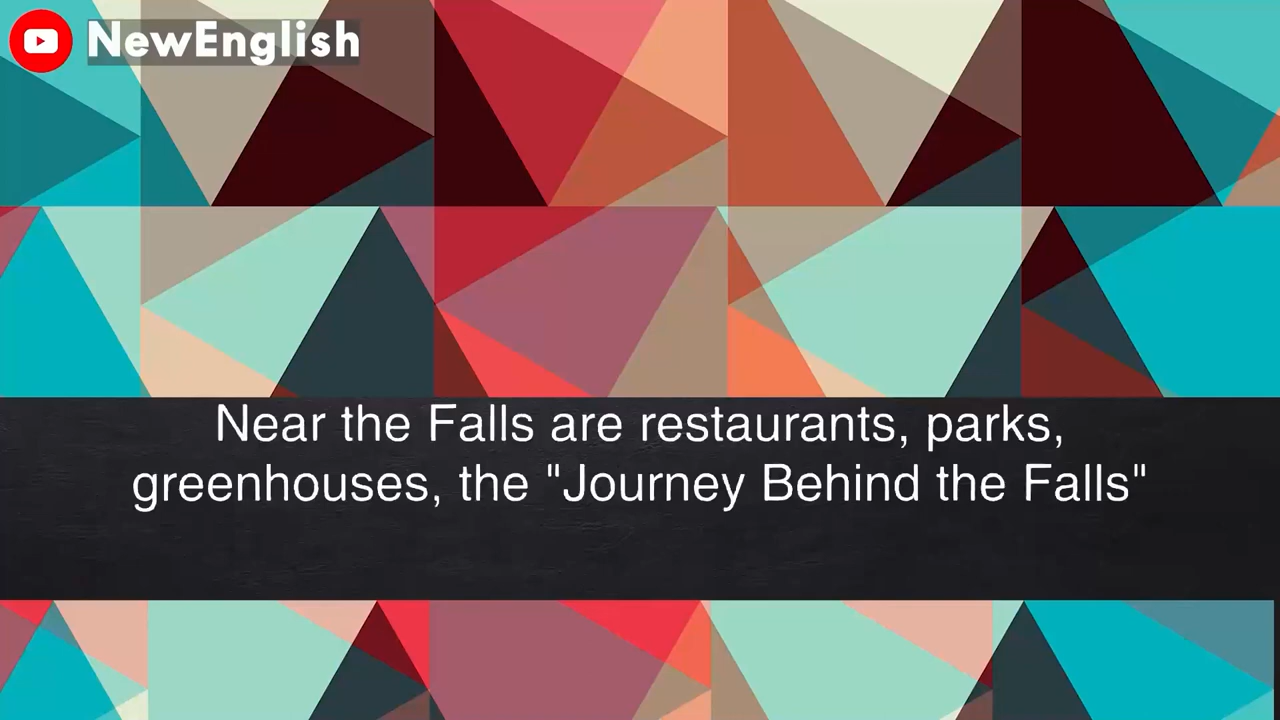 NewEnglish
Near the Falls are restaurants, parks,
greenhouses, the "Journey Behind the Falls"